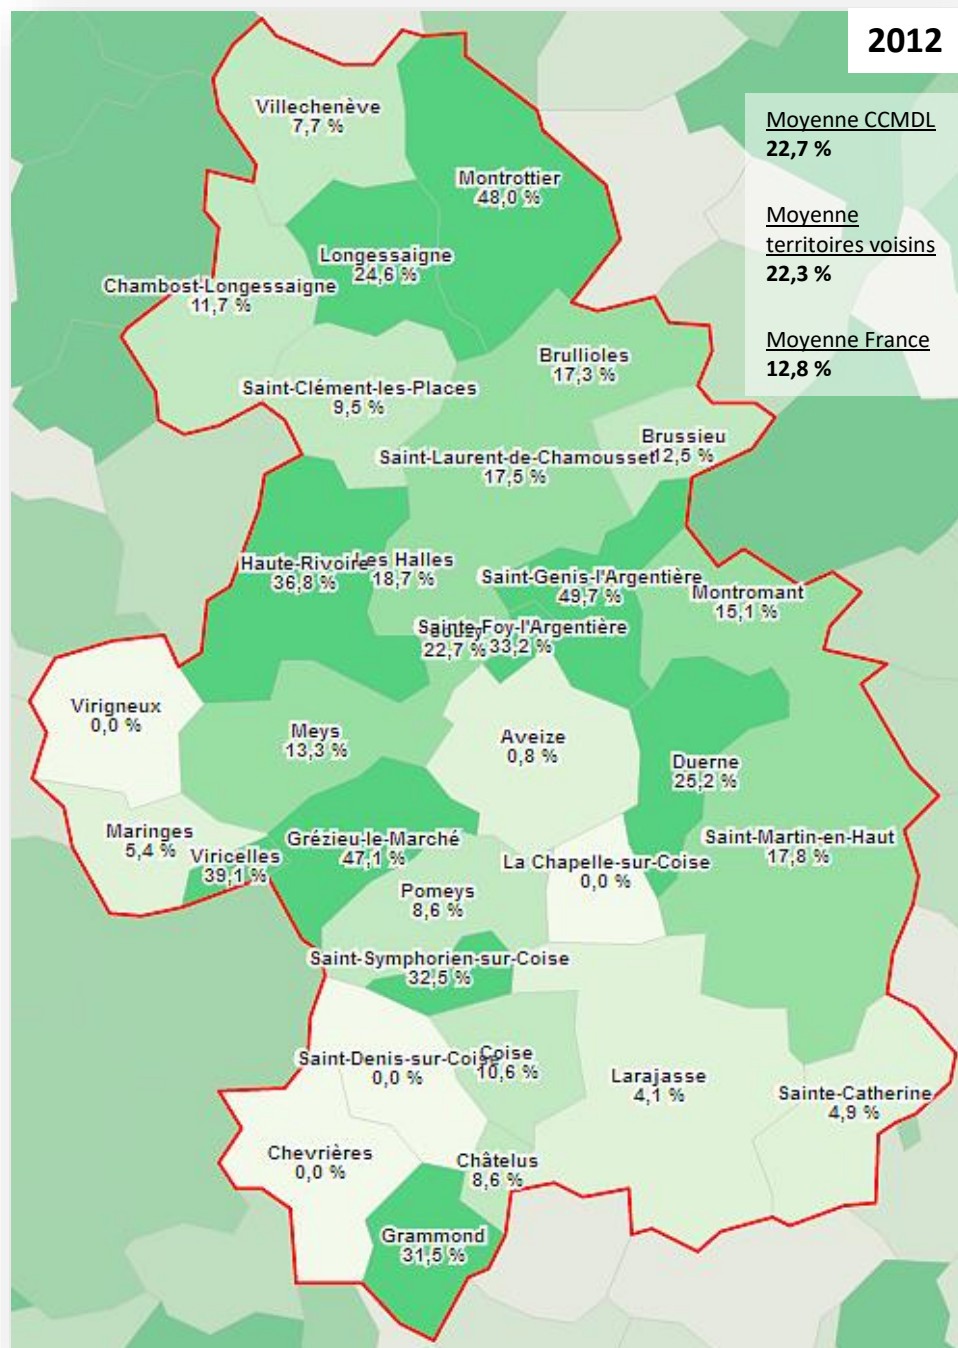 2012
Moyenne CCMDL
22,7 %
Moyenne
territoires voisins
22,3 %
Moyenne France
12,8 %
Villechenève
7,7 %
Montrottier
48,0 %
Longessaigne
24,6 %
Chambost-Longessaigne
11,7 %
Brullioles
17,3 %
Saint-Clément-les-Places
9,5 %
Brussieu
12,5 %
Saint-Laurent-de-Chamousset
17,5 %
Haute-Rivoire
36,8 %
Les Halles
18,7 %
Saint-Genis-l'Argentière
49,7 %
Montromant
15,1 %
Sainte-Foy-l'Argentière
33,2 %
22,7 %
Virigneux
0,0 %
Meys
13,3 %
Aveize
0,8 %
Duerne
25,2 %
Maringes
5,4 %
Viricelles
39,1 %
Grézieu-le-Marché
47,1 %
La Chapelle-sur-Coise
0,0 %
Saint-Martin-en-Haut
17,8 %
Pomeys
8,6 %
Saint-Symphorien-sur-Coise
32,5 %
Saint-Denis-sur-Coise
0,0 %
Coise
10,6 %
Larajasse
4,1 %
Sainte-Catherine
4,9 %
Chevrières
0,0 %
Châtelus
8,6 %
Grammond
31,5 %